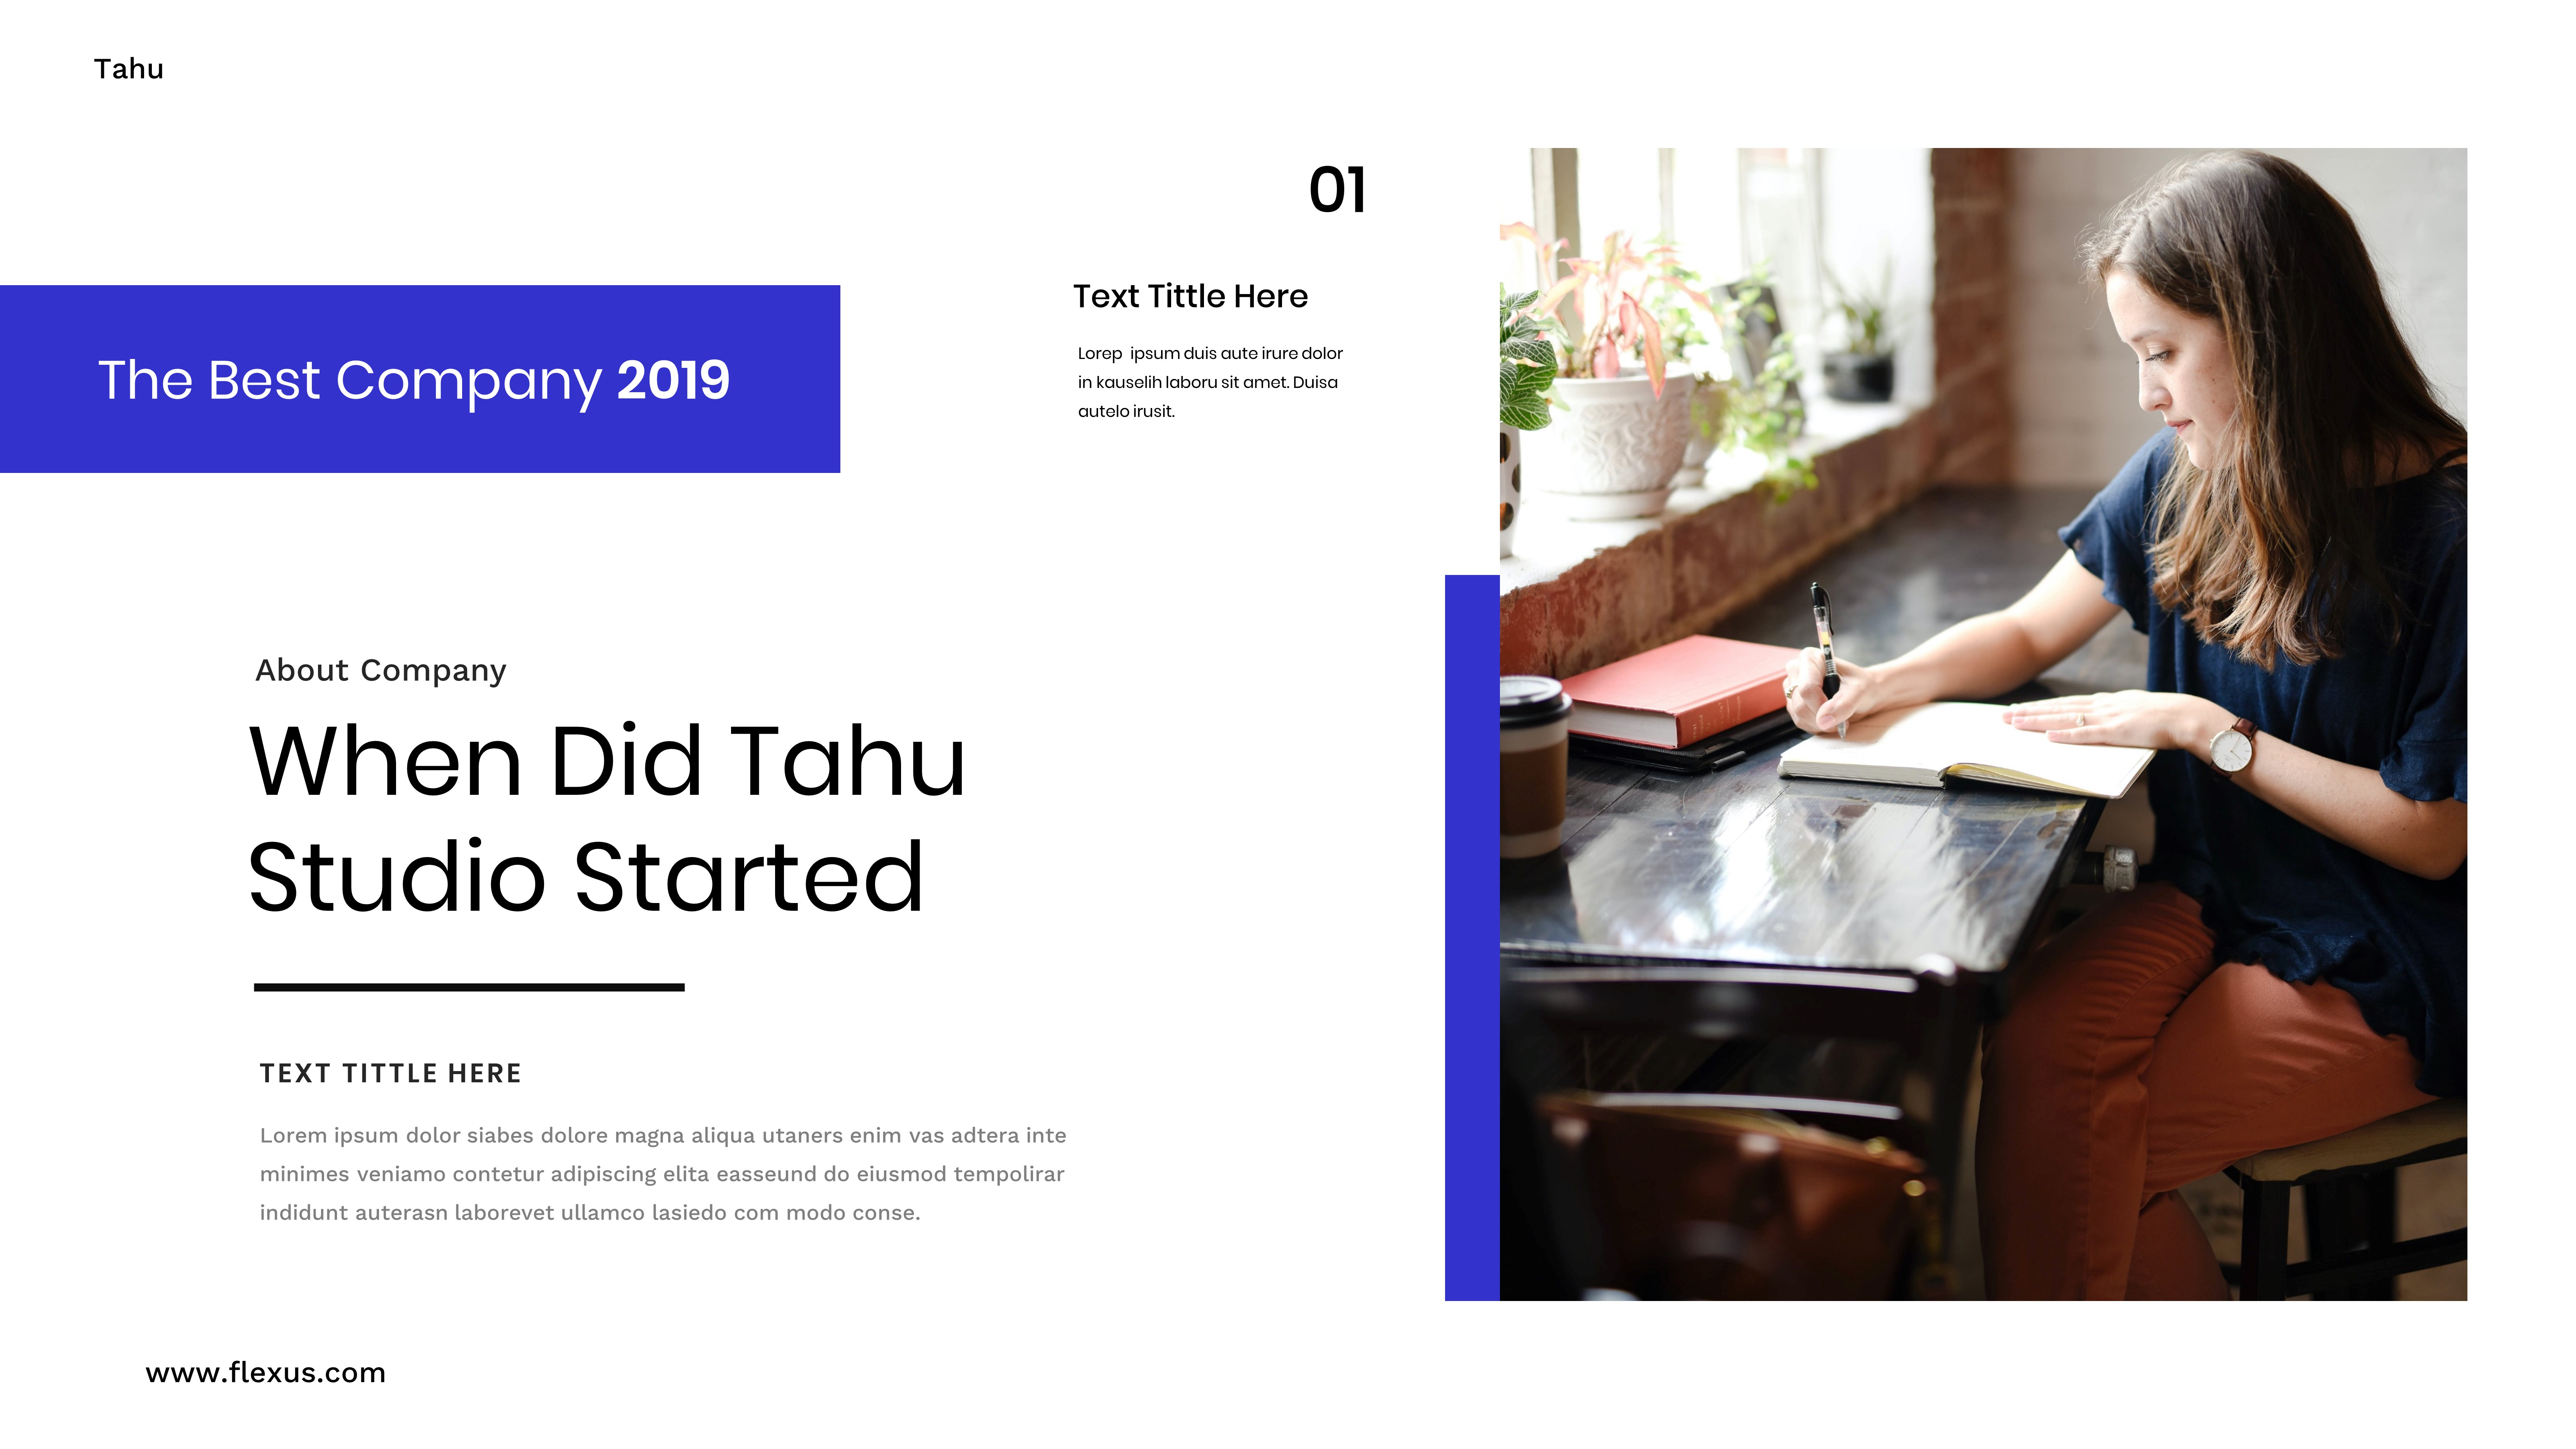 Tahu
The Best Company 2019
01
Text Tittle Here
Lorep ipsum duis aute irure dolor
in kauselih laboru sit amet. Duisa
autelo irusit.
About Company
When Did Tahu
Studio Started
TEXT TITTLE HERE
Lorem ipsum dolor siabes dolore magna aliqua utaners enim vas adtera inte
minimes veniamo contetur adipiscing elita easseund do eiusmod tempolirar
indidunt auterasn laborevet ullamco lasiedo com modo conse.
www.flexus.com